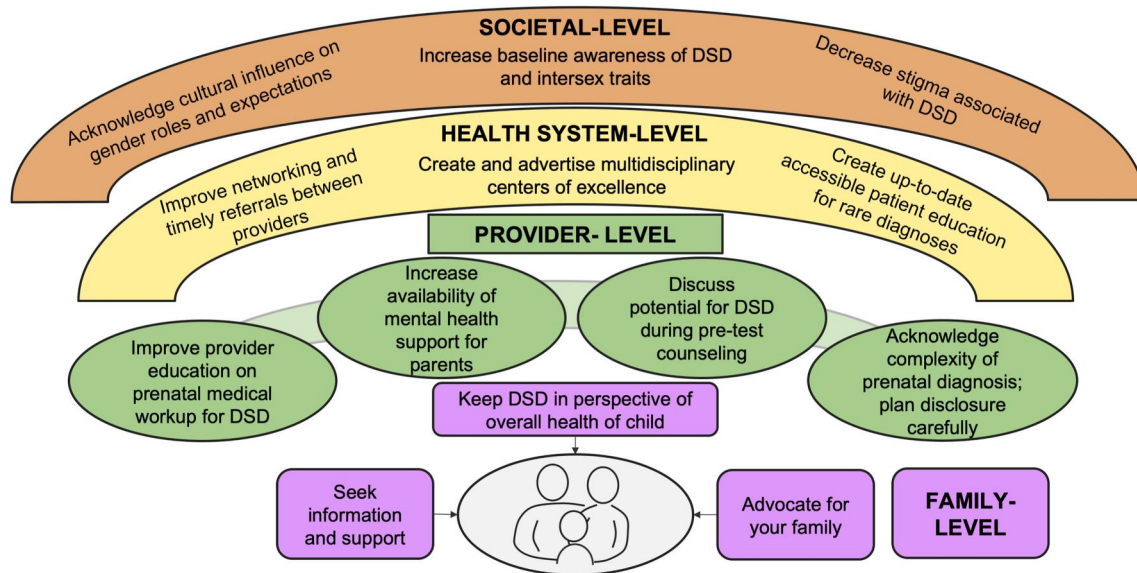 SOCIETAL-LEVEL
Acknowledge cultural influence on
gender roles and expectations
Increase baseline awareness of DSD
and intersex traits
Decrease stigma associated
with DSD
HEALTH SYSTEM-LEVEL
Improve networking and
timely referrals between
providers
Create and advertise multidisciplinary
centers of excellence
Create up-to-date
accessible patient education
for rare diagnoses
PROVIDER- LEVEL
Improve provider
education on
prenatal medical
workup for DSD
Increase
availability of
mental health
support for
parents
Discuss
potential for DSD
during pre-test
counseling
Acknowledge
complexity of
prenatal diagnosis;
plan disclosure
carefully
Keep DSD in perspective of
overall health of child
Seek
information
and support
Advocate for
your family
FAMILY-
LEVEL